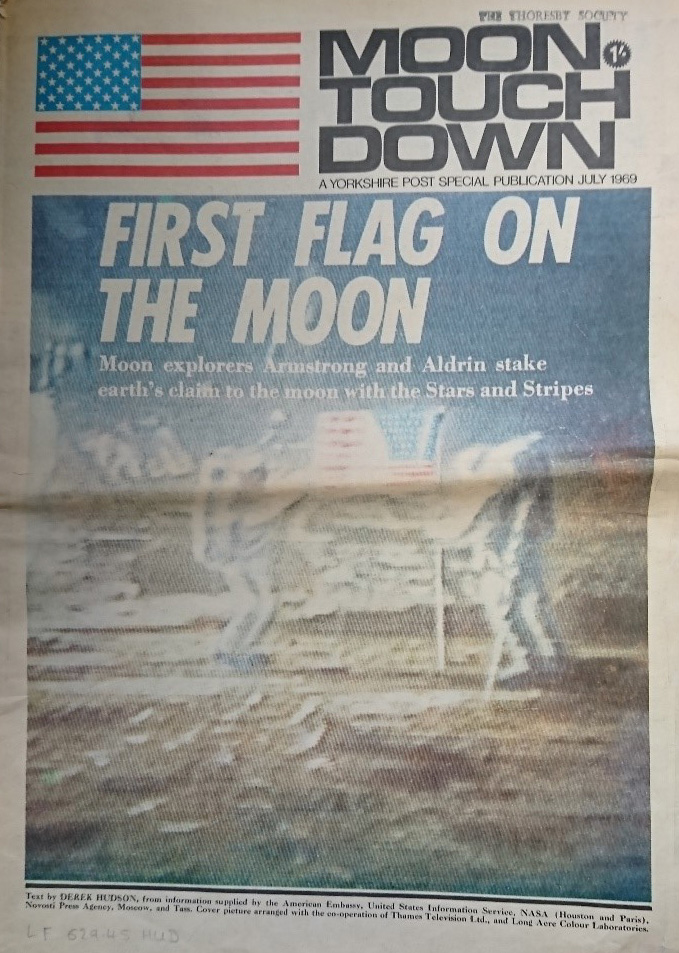 THE THORESBY SOCIETY
MOON 1/-
TOUCH
DOWN
A YORKSHIRE POST SPECIAL PUBLICATION JULY 1969
FIRST FLAG ON
THE MOON
Moon explorers Armstrong and Aldrin stake
earth's claim to the moon with the Stars and Stripes
Text by DEREK HUDSON, from information supplied by the American Embassy, United States Information Service, NASA (Houston and Paris),
Novosti Press Agency, Moscow, and Tass. Cover picture arranged with the co-operation of Thames Television Ltd., and Long Acre Colour Laboratories.
LF 629.45 HUD